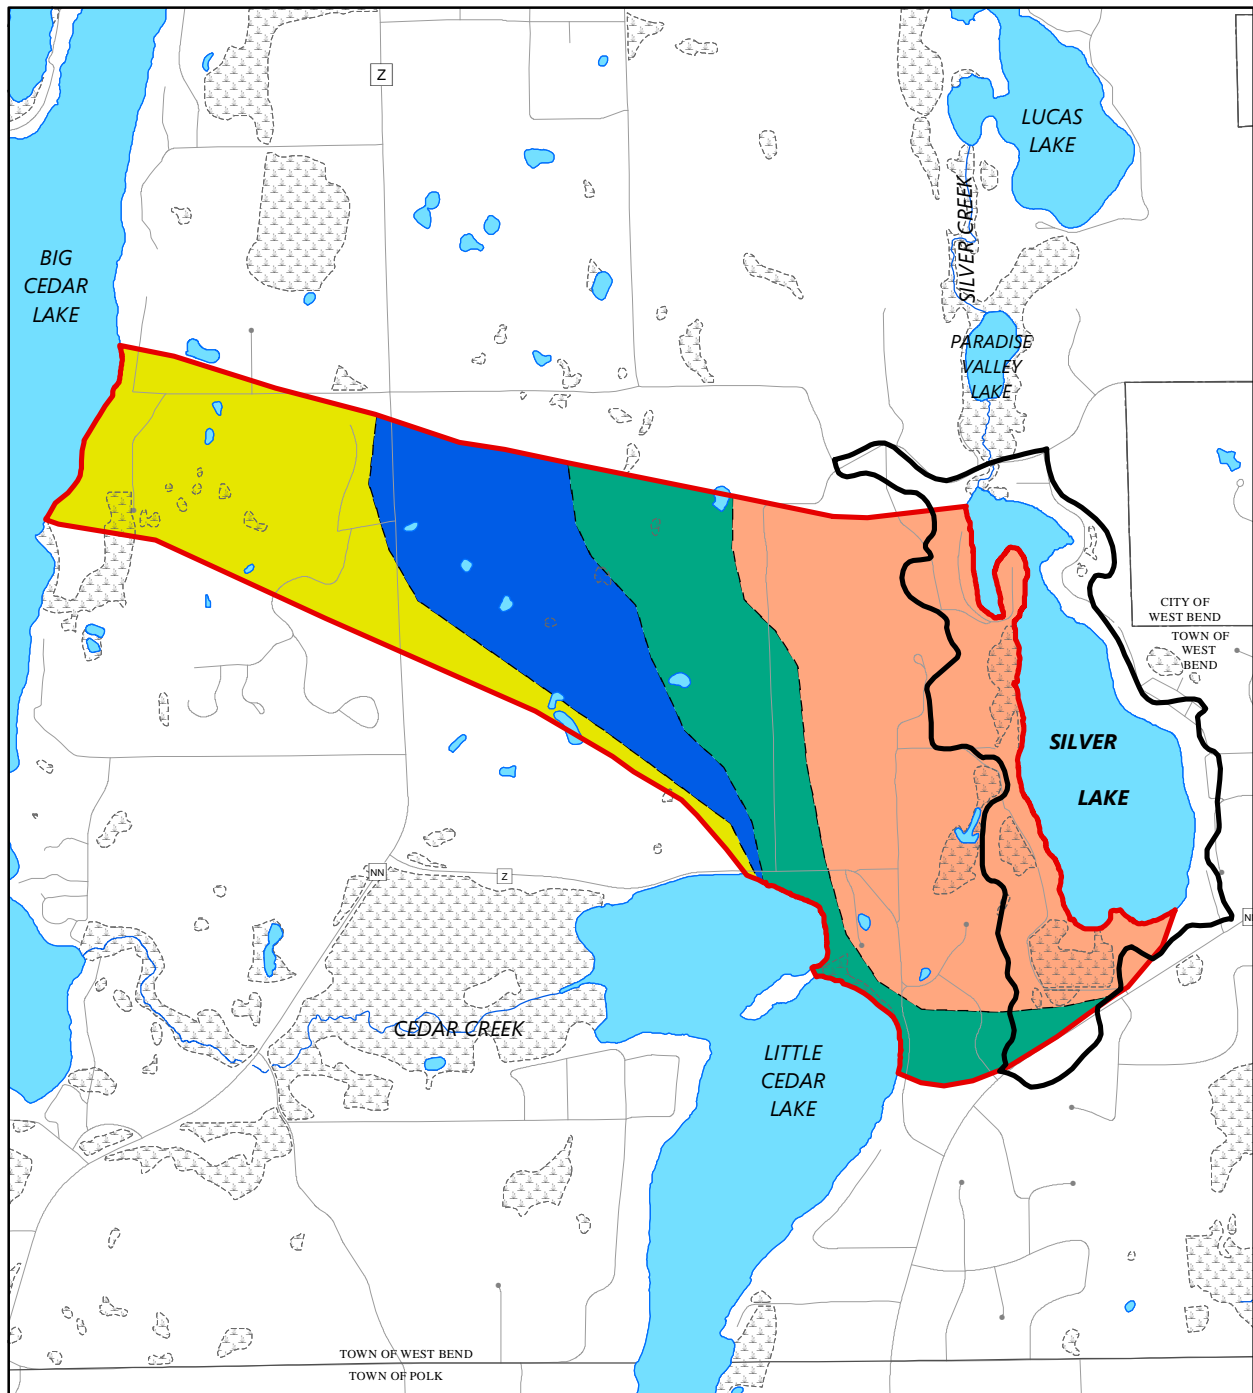 Z
LUCAS
LAKE
SILVER CREEK
BIG
CEDAR
LAKE
PARADISE
VALLEY
LAKE
CITY OF
WEST BEND
TOWN OF
WEST
BEND
SILVER
LAKE
NN
Z
CEDAR CREEK
LITTLE
CEDAR
LAKE
TOWN OF WEST BEND
TOWN OF POLK